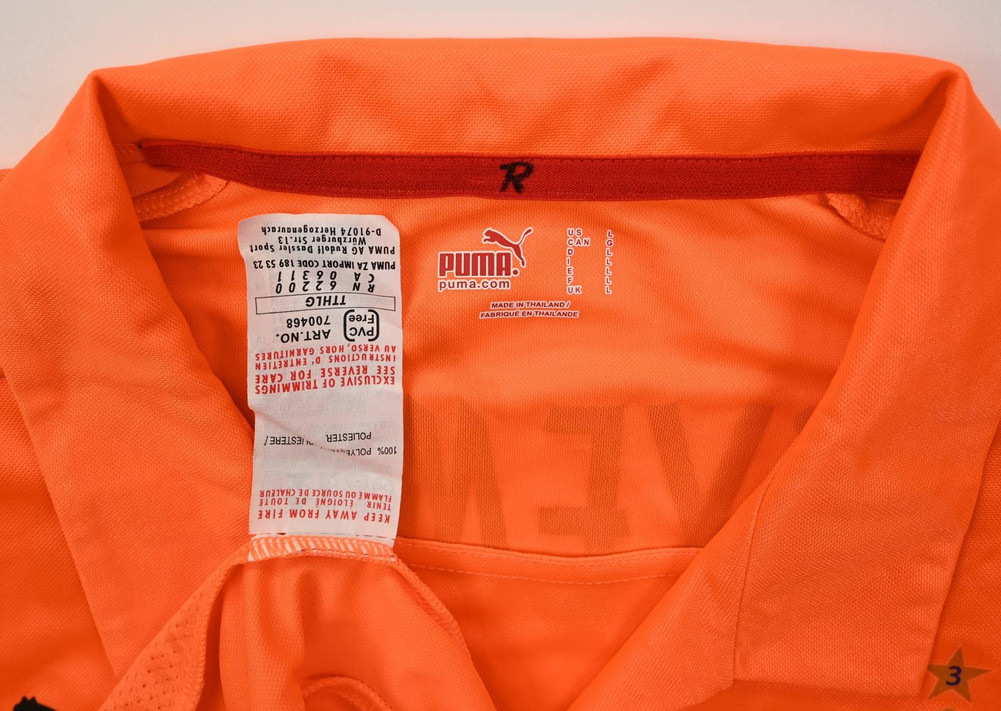 R
PUMA
puma.com
US
CAN
D
I
E
F
UK
LG
L
L
L
L
L
L
MADE IN THAILAND /
FABRIQUÉ EN THAÏLANDE
KEEP AWAY FROM FIRE
TENIR ÉLOIGNÉ DE TOUTE
FLAMME OU SOURCE DE CHALEUR
100%
POLIESTER
EXCLUSIVE OF TRIMMINGS
SEE REVERSE FOR CARE
INSTRUCTIONS D'ENTRETIEN
AU VERSO, HORS GARNITURES
PVC Free
ART.NO.
700468
TTHLG
RN 62200
CA 06311
PUMA ZA IMPORT CODE 189 53 23
PUMA AG Rudolf Dassler Sport
Würzburger Str.13
D-91074 Herzogenaurach
3